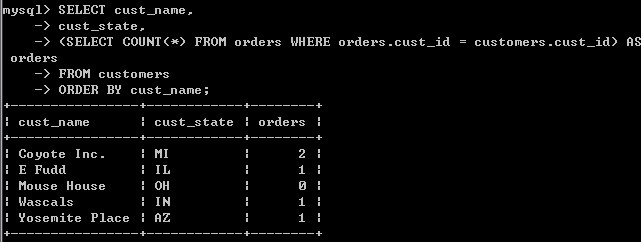 mysql> SELECT cust_name,
    -> cust_state,
    -> (SELECT COUNT(*) FROM orders WHERE orders.cust_id = customers.cust_id) AS
 orders
    -> FROM customers
    -> ORDER BY cust_name;
+----------------+------------+--------+
| cust_name      | cust_state | orders |
+----------------+------------+--------+
| Coyote Inc.    | MI         |      2 |
| E Fudd         | IL         |      1 |
| Mouse House    | OH         |      0 |
| Wascals        | IN         |      1 |
| Yosemite Place | AZ         |      1 |
+----------------+------------+--------+